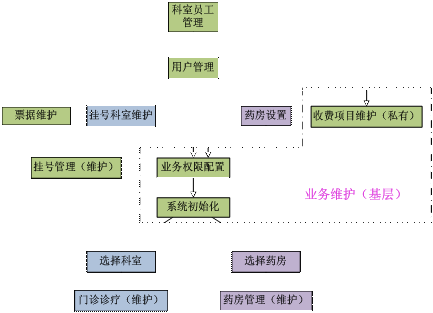 科室员工
管理
用户管理
票据维护
挂号科室维护
药房设置
收费项目维护（私有）
挂号管理（维护）
业务权限配置
业务维护（基层）
系统初始化
选择科室
选择药房
门诊诊疗（维护）
药房管理（维护）